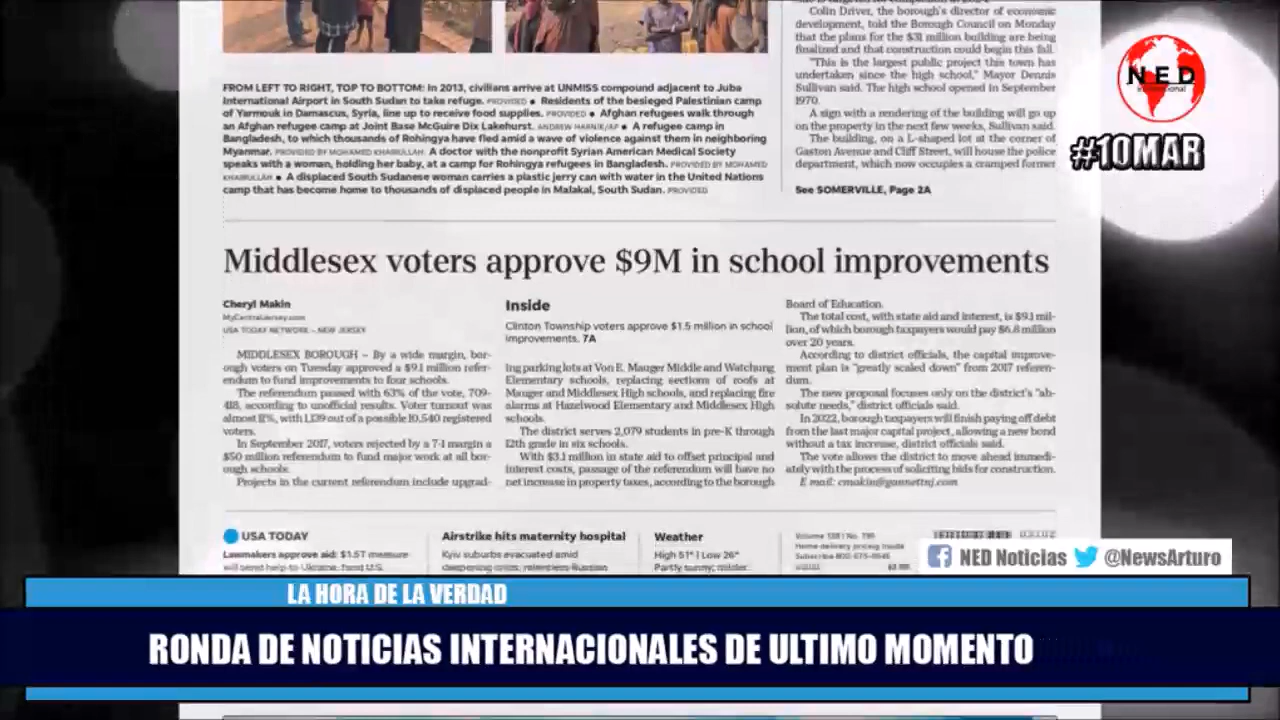 FROM LEFT TO RIGHT, TOP TO BOTTOM: In 2013, civilians arrive at UNMISS compound adjacent to Juba
International Airport in South Sudan to take refuge. PROVIDED ● Residents of the besieged Palestinian camp
of Yarmouk in Damascus, Syria, line up to receive food supplies. PROVIDED ● Afghan refugees walk through
an Afghan refugee camp at Joint Base McGuire Dix Lakehurst. ANDREW HARNIK/AP ● A refugee camp in
Bangladesh, to which thousands of Rohingya have fled amid a wave of violence against them in neighboring
Myanmar. PROVIDED BY MOHAMED KHAIRULLAH A doctor with the nonprofit Syrian American Medical Society
speaks with a woman, holding her baby, at a camp for Rohingya refugees in Bangladesh. PROVIDED BY MOHAMED
KHAIRULLAH ● A displaced South Sudanese woman carries a plastic jerry can with water in the United Nations
camp that has become home to thousands of displaced people in Malakal, South Sudan. PROVIDED
Colin Driver, the borough's director of economic
development, told the Borough Council on Monday
that the plans for the $31 million building are being
finalized and that construction could begin this fall.
"This is the largest public project this town has
undertaken since the high school," Mayor Dennis
Sullivan said. The high school opened in September
1970.
A sign with a rendering of the building will go up
on the property in the next few weeks, Sullivan said.
The building, on a L-shaped lot at the corner of
Gaston Avenue and Cliff Street, will house the police
department, which now occupies a cramped former
See SOMERVILLE, Page 2A
NED
International
#10MAR
Middlesex voters approve $9M in school improvements
Cheryl Makin
MyCentralJersey.com
USA TODAY NETWORK – NEW JERSEY
MIDDLESEX BOROUGH – By a wide margin, bor-
ough voters on Tuesday approved a $9.1 million refer-
endum to fund improvements to four schools.
The referendum passed with 63% of the vote, 709-
418, according to unofficial results. Voter turnout was
almost 11%, with 1,139 out of a possible 10,540 registered
voters.
In September 2017, voters rejected by a 7-1 margin a
$50 million referendum to fund major work at all bor-
ough schools.
Projects in the current referendum include upgrad-
Inside
Clinton Township voters approve $1.5 million in school
improvements. 7A
ing parking lots at Von E. Mauger Middle and Watchung
Elementary schools, replacing sections of roofs at
Mauger and Middlesex High schools, and replacing fire
alarms at Hazelwood Elementary and Middlesex High
schools.
The district serves 2,079 students in pre-K through
12th grade in six schools.
With $3.1 million in state aid to offset principal and
interest costs, passage of the referendum will have no
net increase in property taxes, according to the borough
Board of Education.
The total cost, with state aid and interest, is $9.1 mil-
lion, of which borough taxpayers would pay $6.8 million
over 20 years.
According to district officials, the capital improve-
ment plan is "greatly scaled down" from 2017 referen-
dum.
The new proposal focuses only on the district's "ab-
solute needs," district officials said.
In 2022, borough taxpayers will finish paying off debt
from the last major capital project, allowing a new bond
without a tax increase, district officials said.
The vote allows the district to move ahead immedi-
ately with the process of soliciting bids for construction.
E mail: cmakin@gannettnj.com
USA TODAY
Lawmakers approve aid: $1.5T measure
will send help to Ukraine, fund U.S.
Airstrike hits maternity hospital
Kyiv suburbs evacuated amid
deepening crisis, relentless Russian
Weather
High 51° | Low 26°
Partly sunny, milder.
Home delivery pricing inside
NED Noticias @NewsArturo
LA HORA DE LA VERDAD
RONDA DE NOTICIAS INTERNACIONALES DE ULTIMO MOMENTO